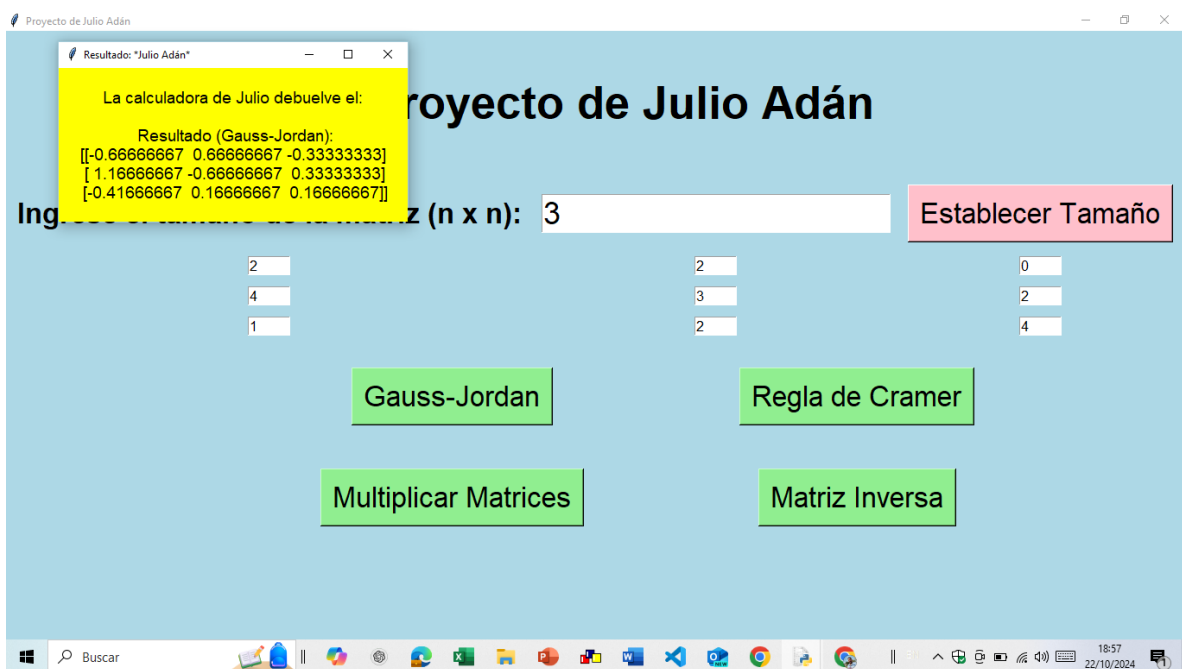 Proyecto de Julio Adán
Resultado: "Julio Adán"
La calculadora de Julio debuelve el:
Resultado (Gauss-Jordan):
[[-0.66666667 0.66666667 -0.33333333]
[ 1.16666667 -0.66666667 0.33333333]
[-0.41666667 0.16666667 0.16666667]]
royecto de Julio Adán
z (n x n):
3
Establecer Tamaño
2 2 0
4 3 2
1 2 4
Gauss-Jordan
Regla de Cramer
Multiplicar Matrices
Matriz Inversa
Buscar
18:57
22/10/2024